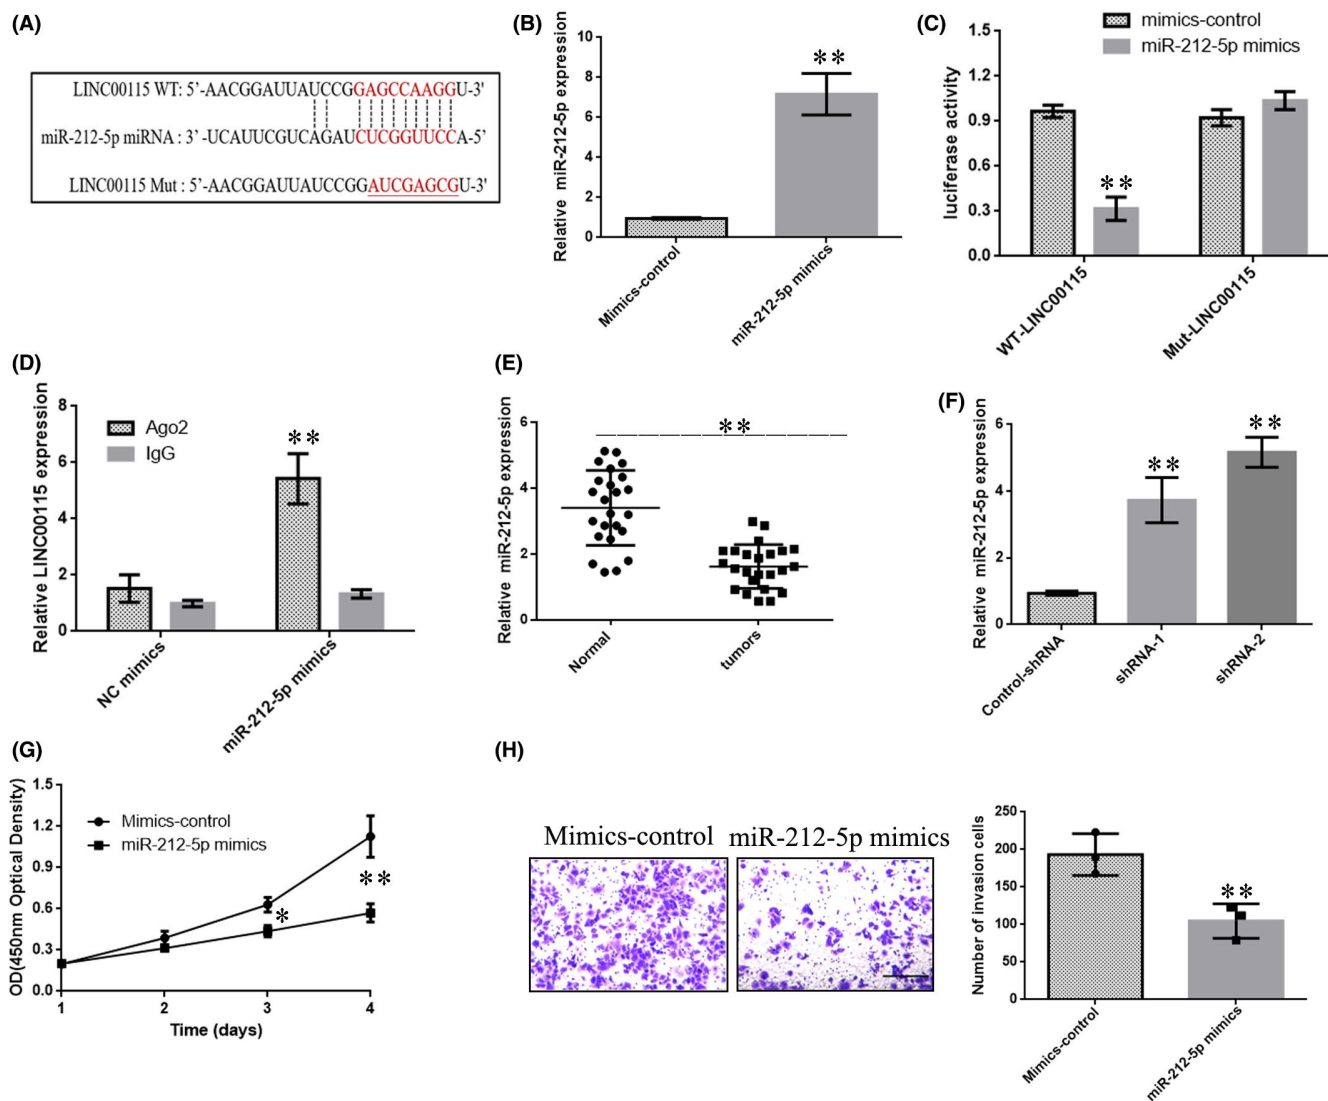 (A)
LINC00115 WT: 5’-AACGGAUUAUCCGGAGCCAAGGU-3'
miR-212-5p miRNA : 3’ -UCAUUCGUCAGAUCUCGGUUCCA-5’
LINC00115 Mut : 5’-AACGGAUUAUCCGGAUCGAGCGU-3'
(B)
Relative miR-212-5p expression
10
8
6
4
2
0
**
Mimics-control
miR-212-5p mimics
(C)
mimics-control
miR-212-5p mimics
luciferase activity
1.5
1.2
0.9
0.6
0.3
0.0
**
WT-LINC00115
Mut-LINC00115
(D)
Relative LINC00115 expression
8
6
4
2
0
Ago2
IgG
**
NC mimics
miR-212-5p mimics
(E)
Relative miR-212-5p expression
6
4
2
0
**
Normal
tumors
(F)
Relative miR-212-5p expression
6
4
2
0
**
**
Control-shRNA
shRNA-1
shRNA-2
(G)
OD(450nm Optical Density)
1.5
1.2
0.9
0.6
0.3
0.0
Mimics-control
miR-212-5p mimics
*
**
1 2 3 4
Time (days)
(H)
Mimics-control miR-212-5p mimics
Number of invasion cells
250
200
150
100
50
0
**
Mimics-control
miR-212-5p mimics